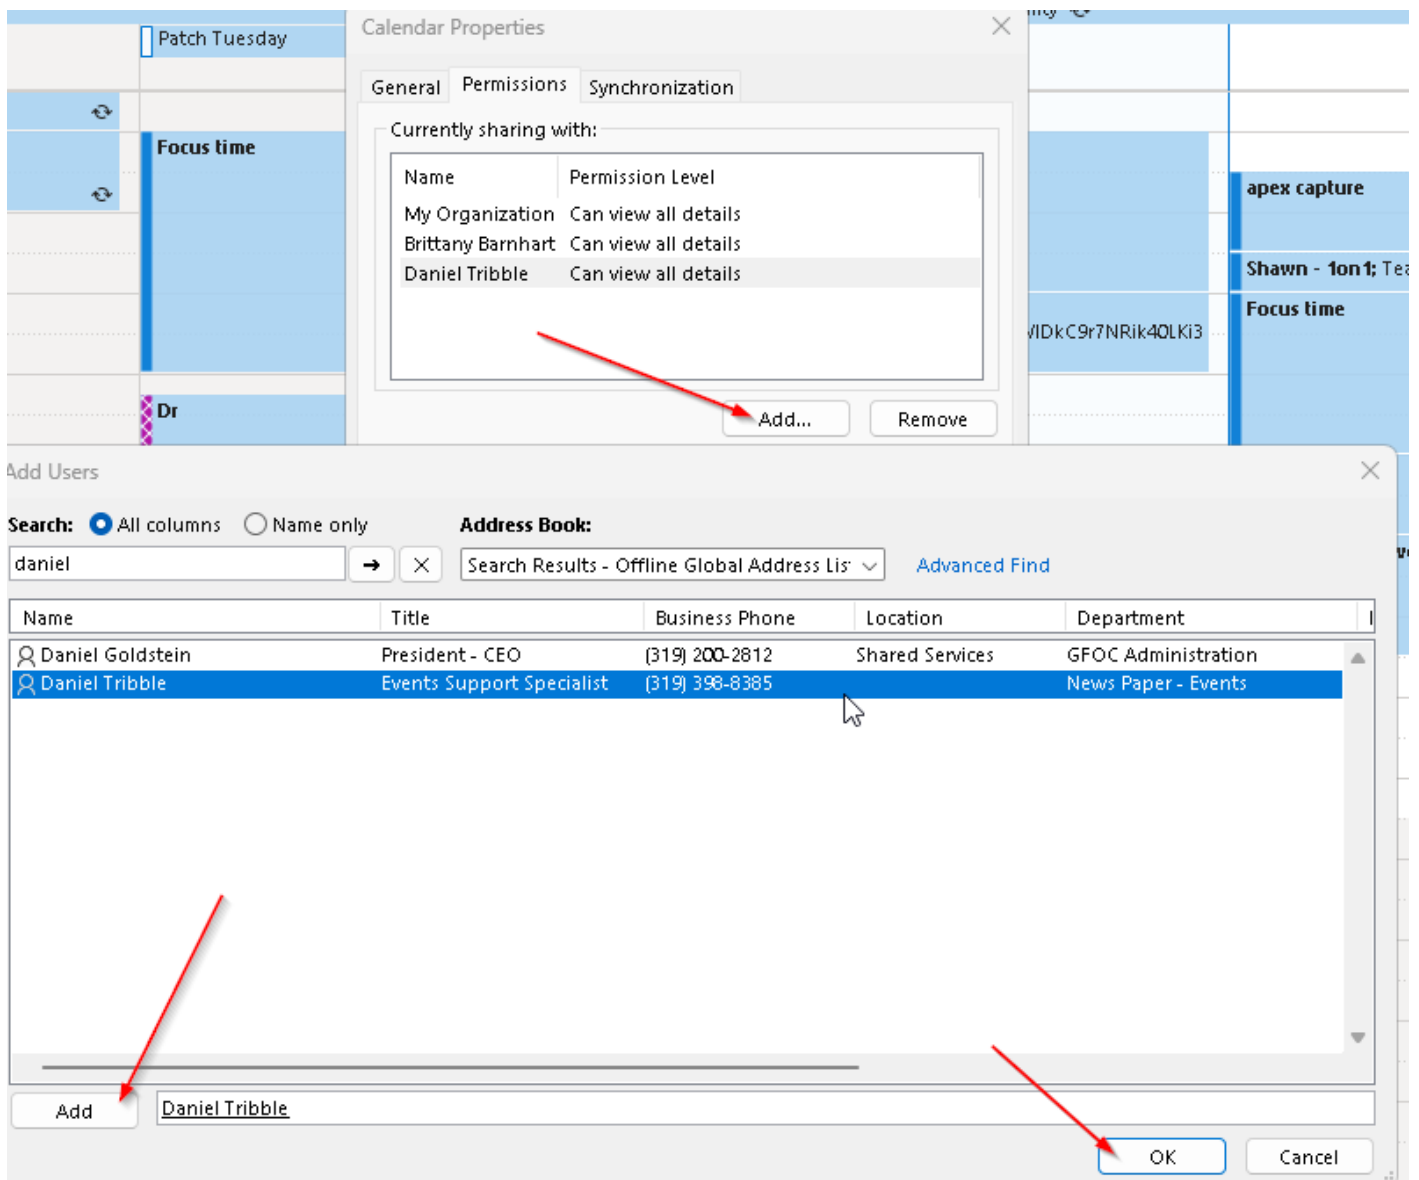 Patch Tuesday
Calendar Properties
General Permissions Synchronization
Currently sharing with:
Focus time
Name Permission Level
My Organization Can view all details
Brittany Barnhart Can view all details
Daniel Tribble Can view all details
apex capture
Shawn - 1on1;
Focus time
Dr
Add...
Remove
Add Users
Search: All columns Name only
Address Book:
daniel
Search Results - Offline Global Address Lis
Advanced Find
Name Title Business Phone Location Department
Daniel Goldstein President - CEO (319) 200-2812 Shared Services GFOC Administration
Daniel Tribble Events Support Specialist (319) 398-8385 News Paper - Events
Add
Daniel Tribble
OK
Cancel